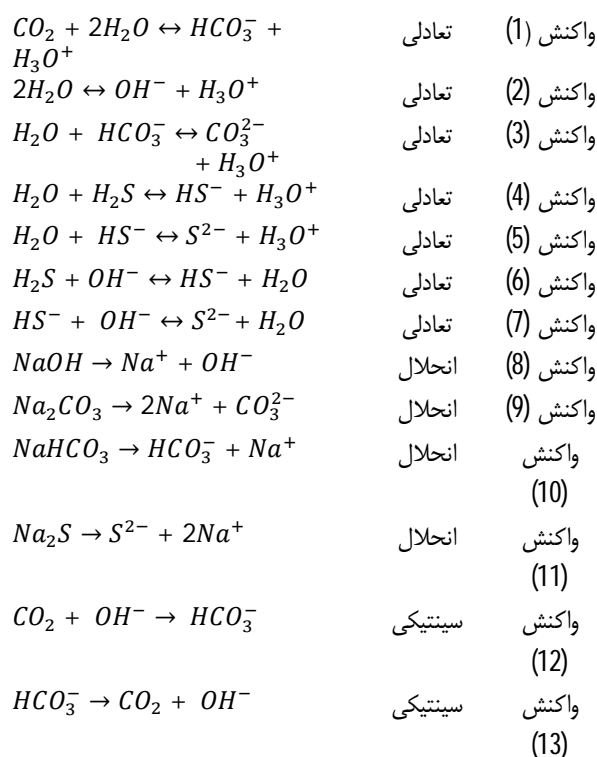 واکنش (1) تعادلی CO₂ + 2H₂O ↔ HCO₃⁻ +
H₃O⁺
واکنش (2) تعادلی 2H₂O ↔ OH⁻ + H₃O⁺
واکنش (3) تعادلی H₂O + HCO₃⁻ ↔ CO₃²⁻
+ H₃O⁺
واکنش (4) تعادلی H₂O + H₂S ↔ HS⁻ + H₃O⁺
واکنش (5) تعادلی H₂O + HS⁻ ↔ S²⁻ + H₃O⁺
واکنش (6) تعادلی H₂S + OH⁻ ↔ HS⁻ + H₂O
واکنش (7) تعادلی HS⁻ + OH⁻ ↔ S²⁻ + H₂O
واکنش (8) انحلال NaOH → Na⁺ + OH⁻
واکنش (9) انحلال Na₂CO₃ → 2Na⁺ + CO₃²⁻
واکنش انحلال NaHCO₃ → HCO₃⁻ + Na⁺
(10)
واکنش انحلال Na₂S → S²⁻ + 2Na⁺
(11)
واکنش سینتیکی CO₂ + OH⁻ → HCO₃⁻
(12)
واکنش سینتیکی HCO₃⁻ → CO₂ + OH⁻
(13)